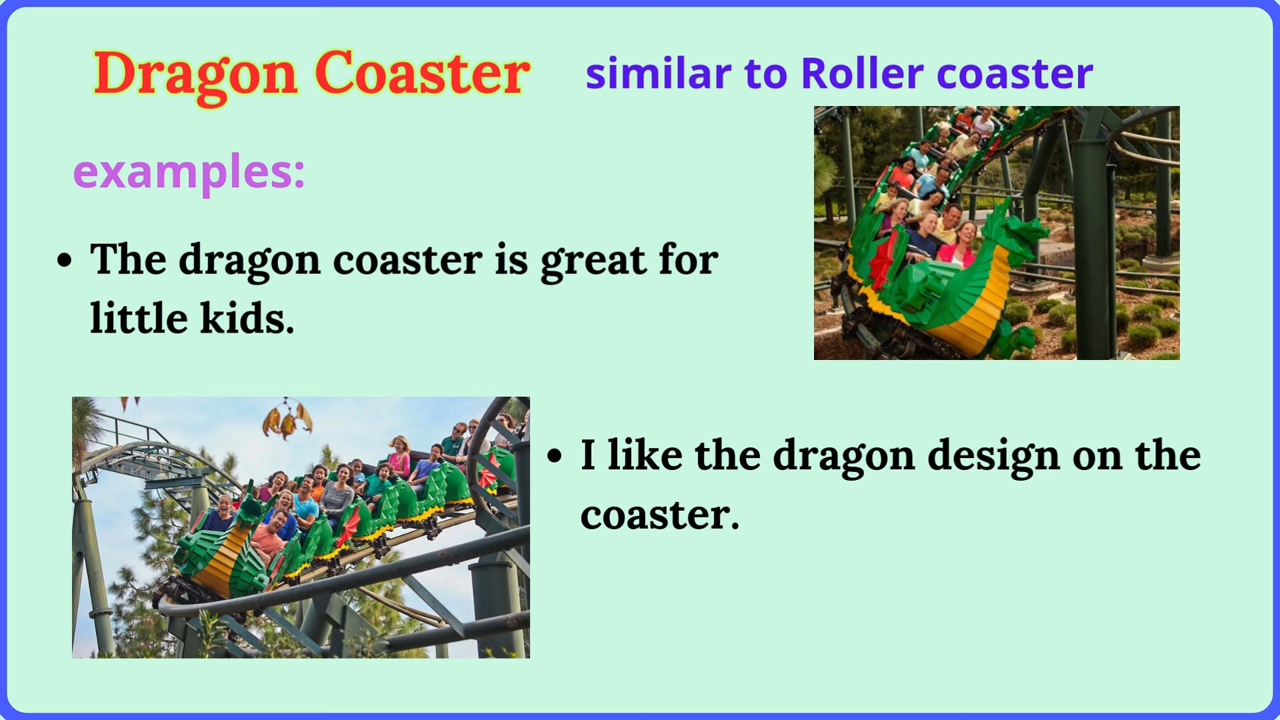 Dragon Coaster
similar to Roller coaster
examples:
• The dragon coaster is great for
little kids.
• I like the dragon design on the
coaster.